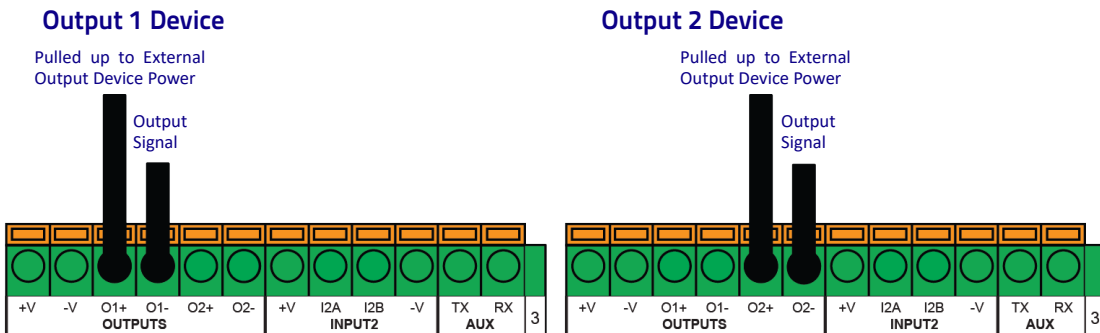 Output 1 Device
Pulled up to External
Output Device Power
Output
Signal
+V -V O1+ O1- O2+ O2- +V I2A I2B -V TX RX
OUTPUTS INPUT2 AUX 3
Output 2 Device
Pulled up to External
Output Device Power
Output
Signal
+V -V O1+ O1- O2+ O2- +V I2A I2B -V TX RX
OUTPUTS INPUT2 AUX 3